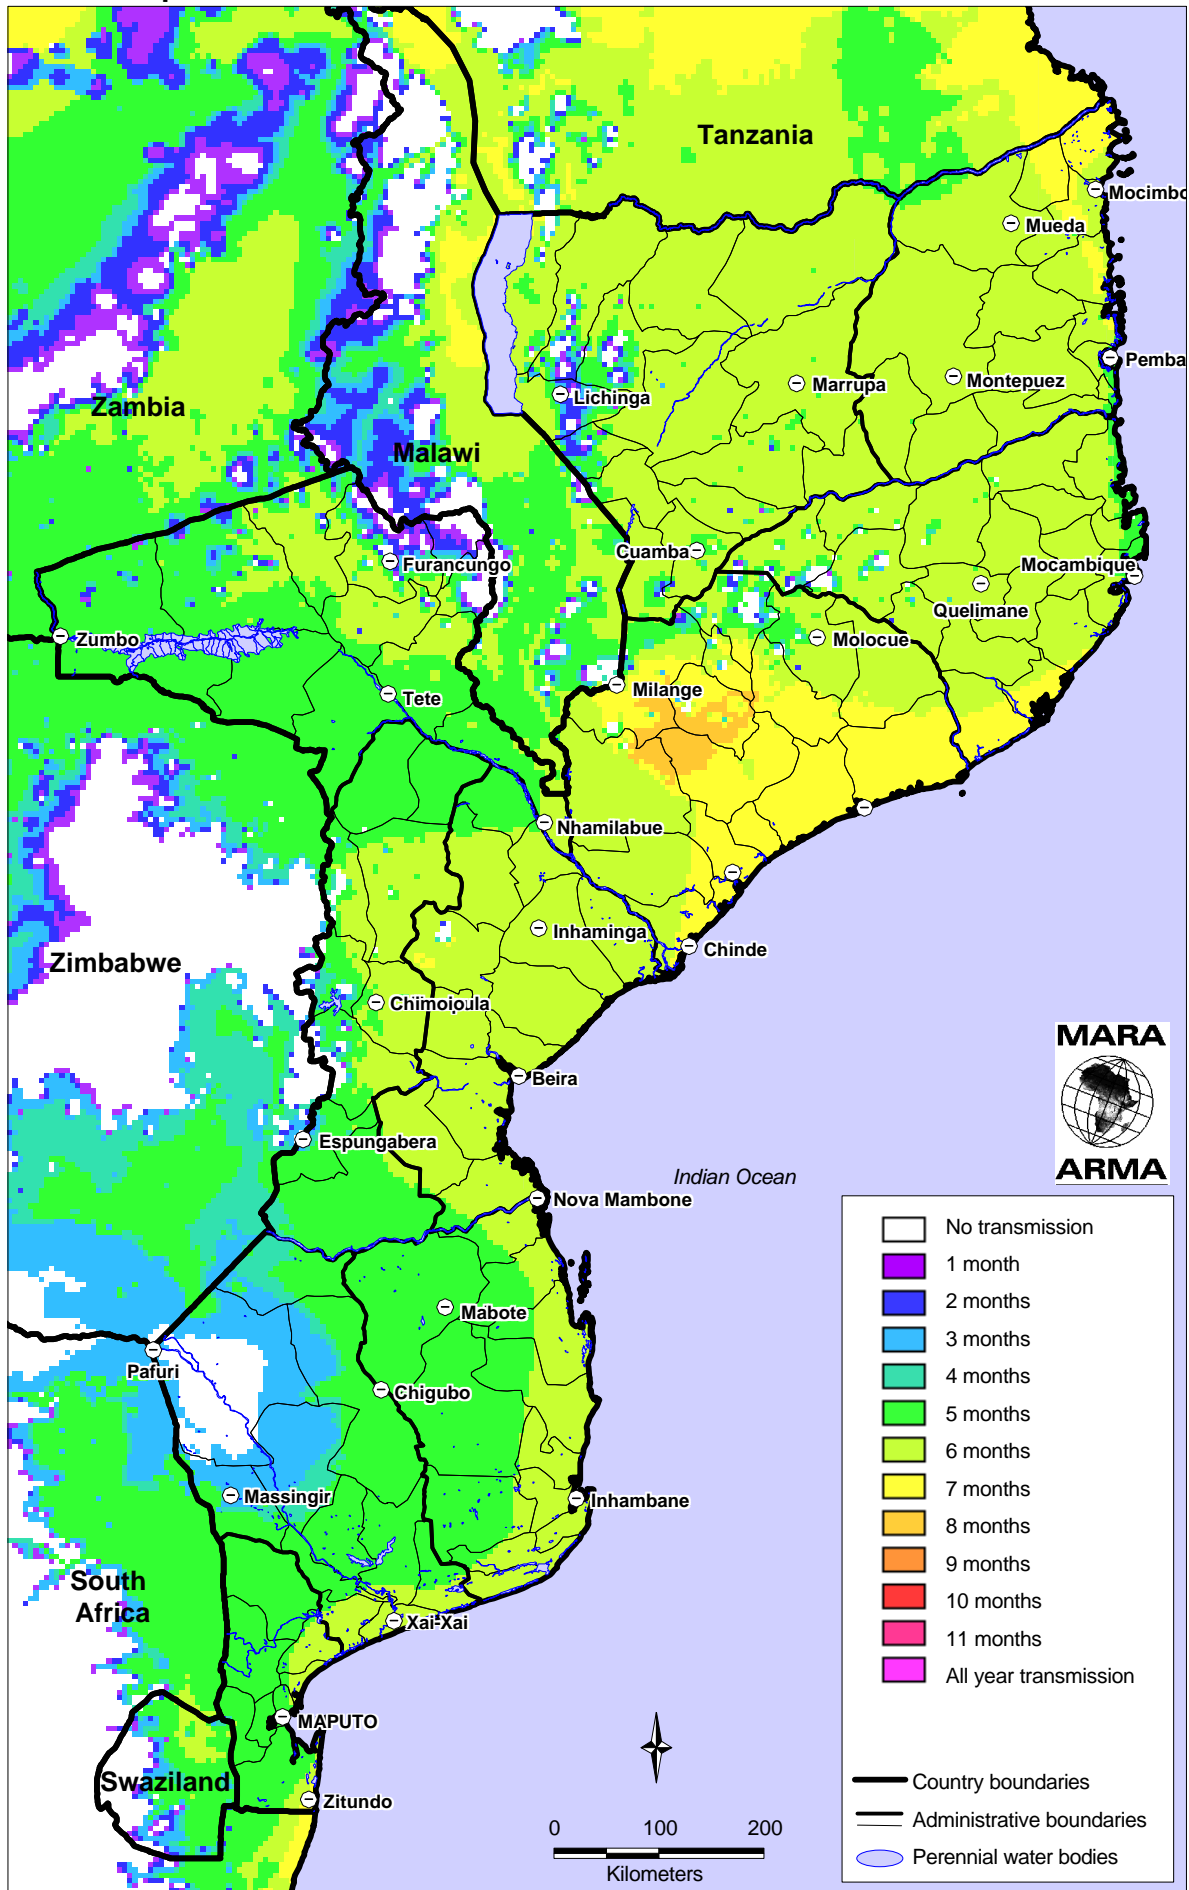 Tanzania
Mocimbo
Mueda
Pemba
Lichinga
Marrupa
Montepuez
Zambia
Malawi
Furancungo
Cuamba
Mocambique
Quelimane
Zumbo
Molocue
Tete
Milange
Nhamilabue
Inhaminga
Chinde
Zimbabwe
Chimoipula
Beira
MARA
ARMA
Espungabera
Indian Ocean
Nova Mambone
Mabote
Pafuri
Chigubo
Massingir
Inhambane
South
Africa
Xai-Xai
MAPUTO
Swaziland
Zitundo
No transmission
1 month
2 months
3 months
4 months
5 months
6 months
7 months
8 months
9 months
10 months
11 months
All year transmission
Country boundaries
Administrative boundaries
Perennial water bodies
0 100 200
Kilometers